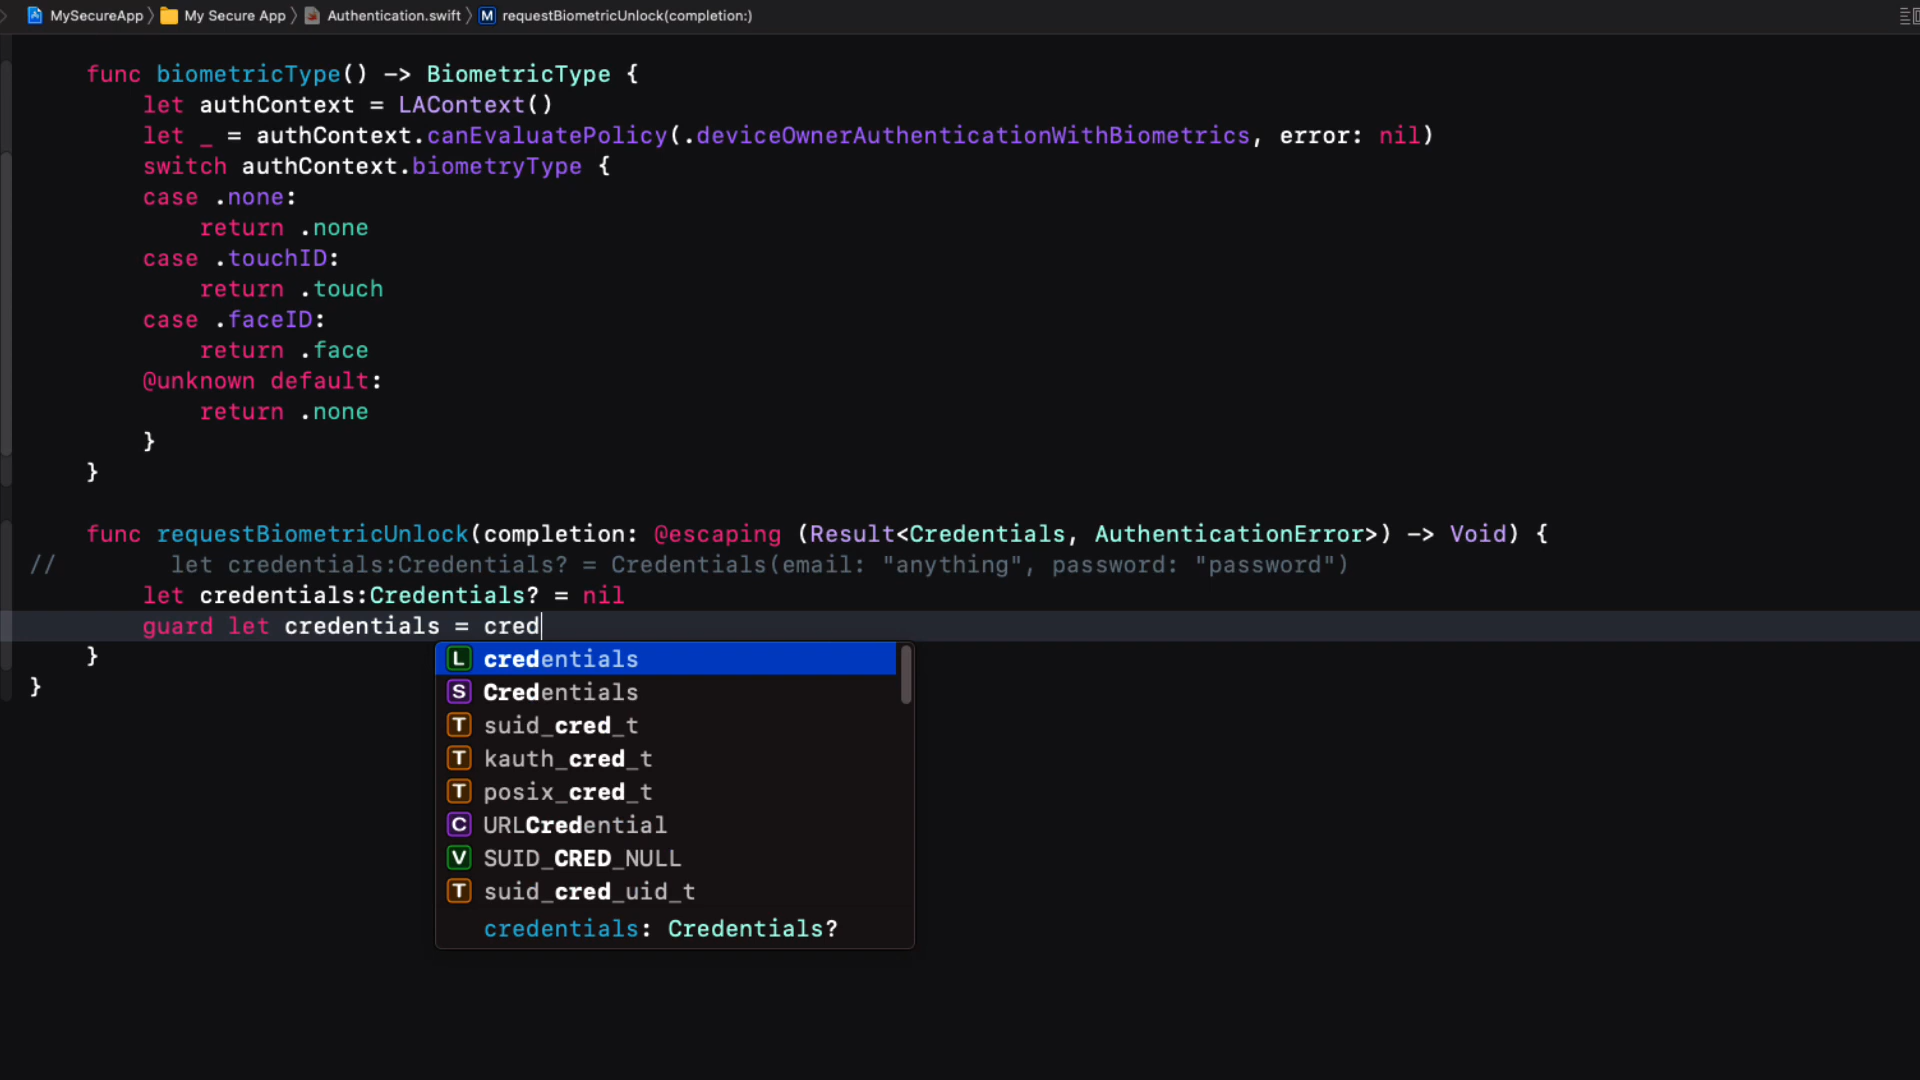 MySecureApp 〉 My Secure App 〉 Authentication.swift 〉 M requestBiometricUnlock(completion:)
func biometricType() -> BiometricType {
let authContext = LAContext()
let _ = authContext.canEvaluatePolicy(.deviceOwnerAuthenticationWithBiometrics, error: nil)
switch authContext.biometryType {
case .none:
return .none
case .touchID:
return .touch
case .faceID:
return .face
@unknown default:
return .none
}
}
func requestBiometricUnlock(completion: @escaping (Result<Credentials, AuthenticationError>) -> Void) {
// let credentials:Credentials? = Credentials(email: "anything", password: "password")
let credentials:Credentials? = nil
guard let credentials = cred
}
}
L credentials
S Credentials
T suid_cred_t
T kauth_cred_t
T posix_cred_t
C URLCredential
V SUID_CRED_NULL
T suid_cred_uid_t
credentials: Credentials?